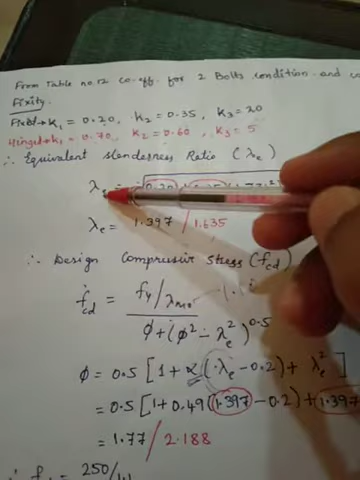 From Table no. 12 co-eff. for 2 Bolts condition and
Fixity.
Fixed → K₁ = 0.20, K₂ = 0.35, K₃ = 20
Hinged → K₁ = 0.70, K₂ = 0.60, K₃ = 5
∴ Equivalent slenderness Ratio (λe)
λe = 1.397 / 1.635
∴ Design Compressive stress (fcd)
fcd = fy/γmo
ϕ + (ϕ² - λe²)^0.5
ϕ = 0.5 [1 + α (λe - 0.2) + λe²]
= 0.5 [1 + 0.49 (1.397 - 0.2) + 1.397
= 1.77 / 2.188
250/1.1